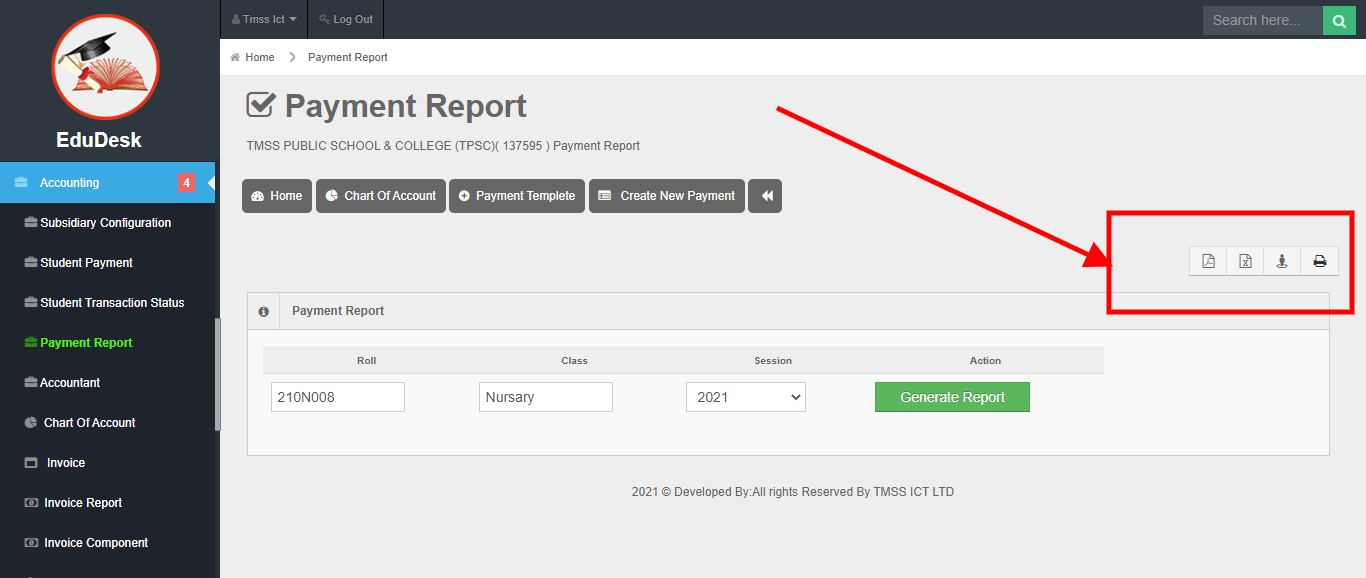 Tmss Ict
Log Out
Search here...
EduDesk
Home
Payment Report
Payment Report
TMSS PUBLIC SCHOOL & COLLEGE (TPSC)( 137595 ) Payment Report
Accounting 4
Subsidiary Configuration
Student Payment
Student Transaction Status
Payment Report
Accountant
Chart Of Account
Invoice
Invoice Report
Invoice Component
Home
Chart Of Account
Payment Templete
Create New Payment
Payment Report
Roll Class Session Action
210N008 Nursary 2021 Generate Report
2021 © Developed By:All rights Reserved By TMSS ICT LTD